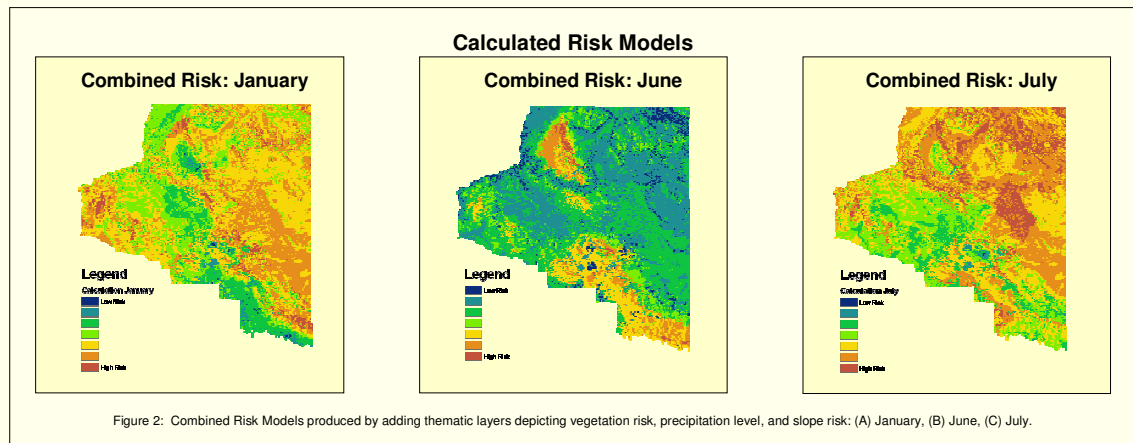 Calculated Risk Models
Combined Risk: January
Legend
Calculation January
Low Risk
High Risk
Combined Risk: June
Legend
Low Risk
High Risk
Combined Risk: July
Legend
Calculation July
Low Risk
High Risk
Figure 2: Combined Risk Models produced by adding thematic layers depicting vegetation risk, precipitation level, and slope risk: (A) January, (B) June, (C) July.